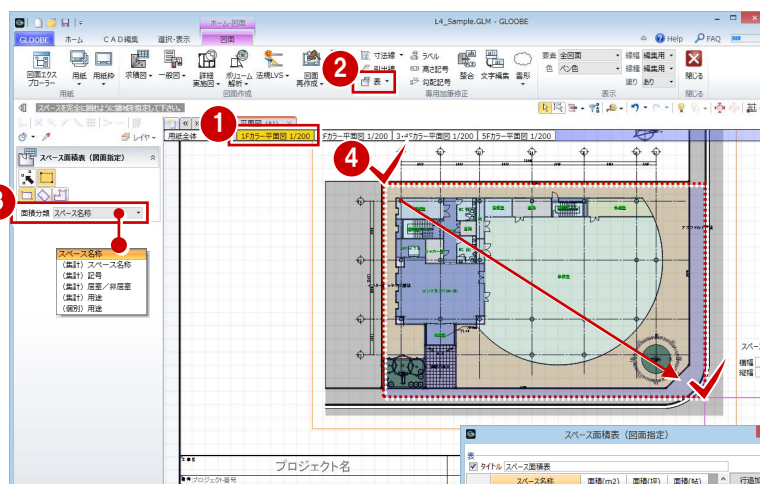 L4_Sample.GLM - GLOOBE
ホーム-図面
GLOOBE ホーム CAD編集 選択・表示 図面 Help FAQ
図面エクスプローラー 用紙 用紙枠 求積図 一般図 詳細実施図 ボリューム解析 法規LVS 図面再作成 寸法線 引出線 表 ラベル 高さ記号 勾配記号 整合 文字編集 雲形 要素 全図面 色 ペン色 線幅 編集用 線種 編集用 塗り あり 閉じる
用紙 図面作成 専用加筆修正 表示 閉じる
スペースを完全に囲むように領域を指定して下さい。
1 2 3 4
平面図 (A1)
用紙全体 1Fカラー平面図 1/200 Fカラー平面図 1/200 3・4Fカラー平面図 1/200 5Fカラー平面図 1/200
レイヤー
スペース面積表（図面指定）
面積分類 スペース名称
スペース名称
（集計）スペース名称
（集計）記号
（集計）居室／非居室
（集計）用途
（個別）用途
スペー
横幅
縦幅
プロジェクト名
プロジェクト番号
スペース面積表（図面指定）
表
タイトル スペース面積表
スペース名称 面積(m2) 面積(坪) 面積(帖) 行追加